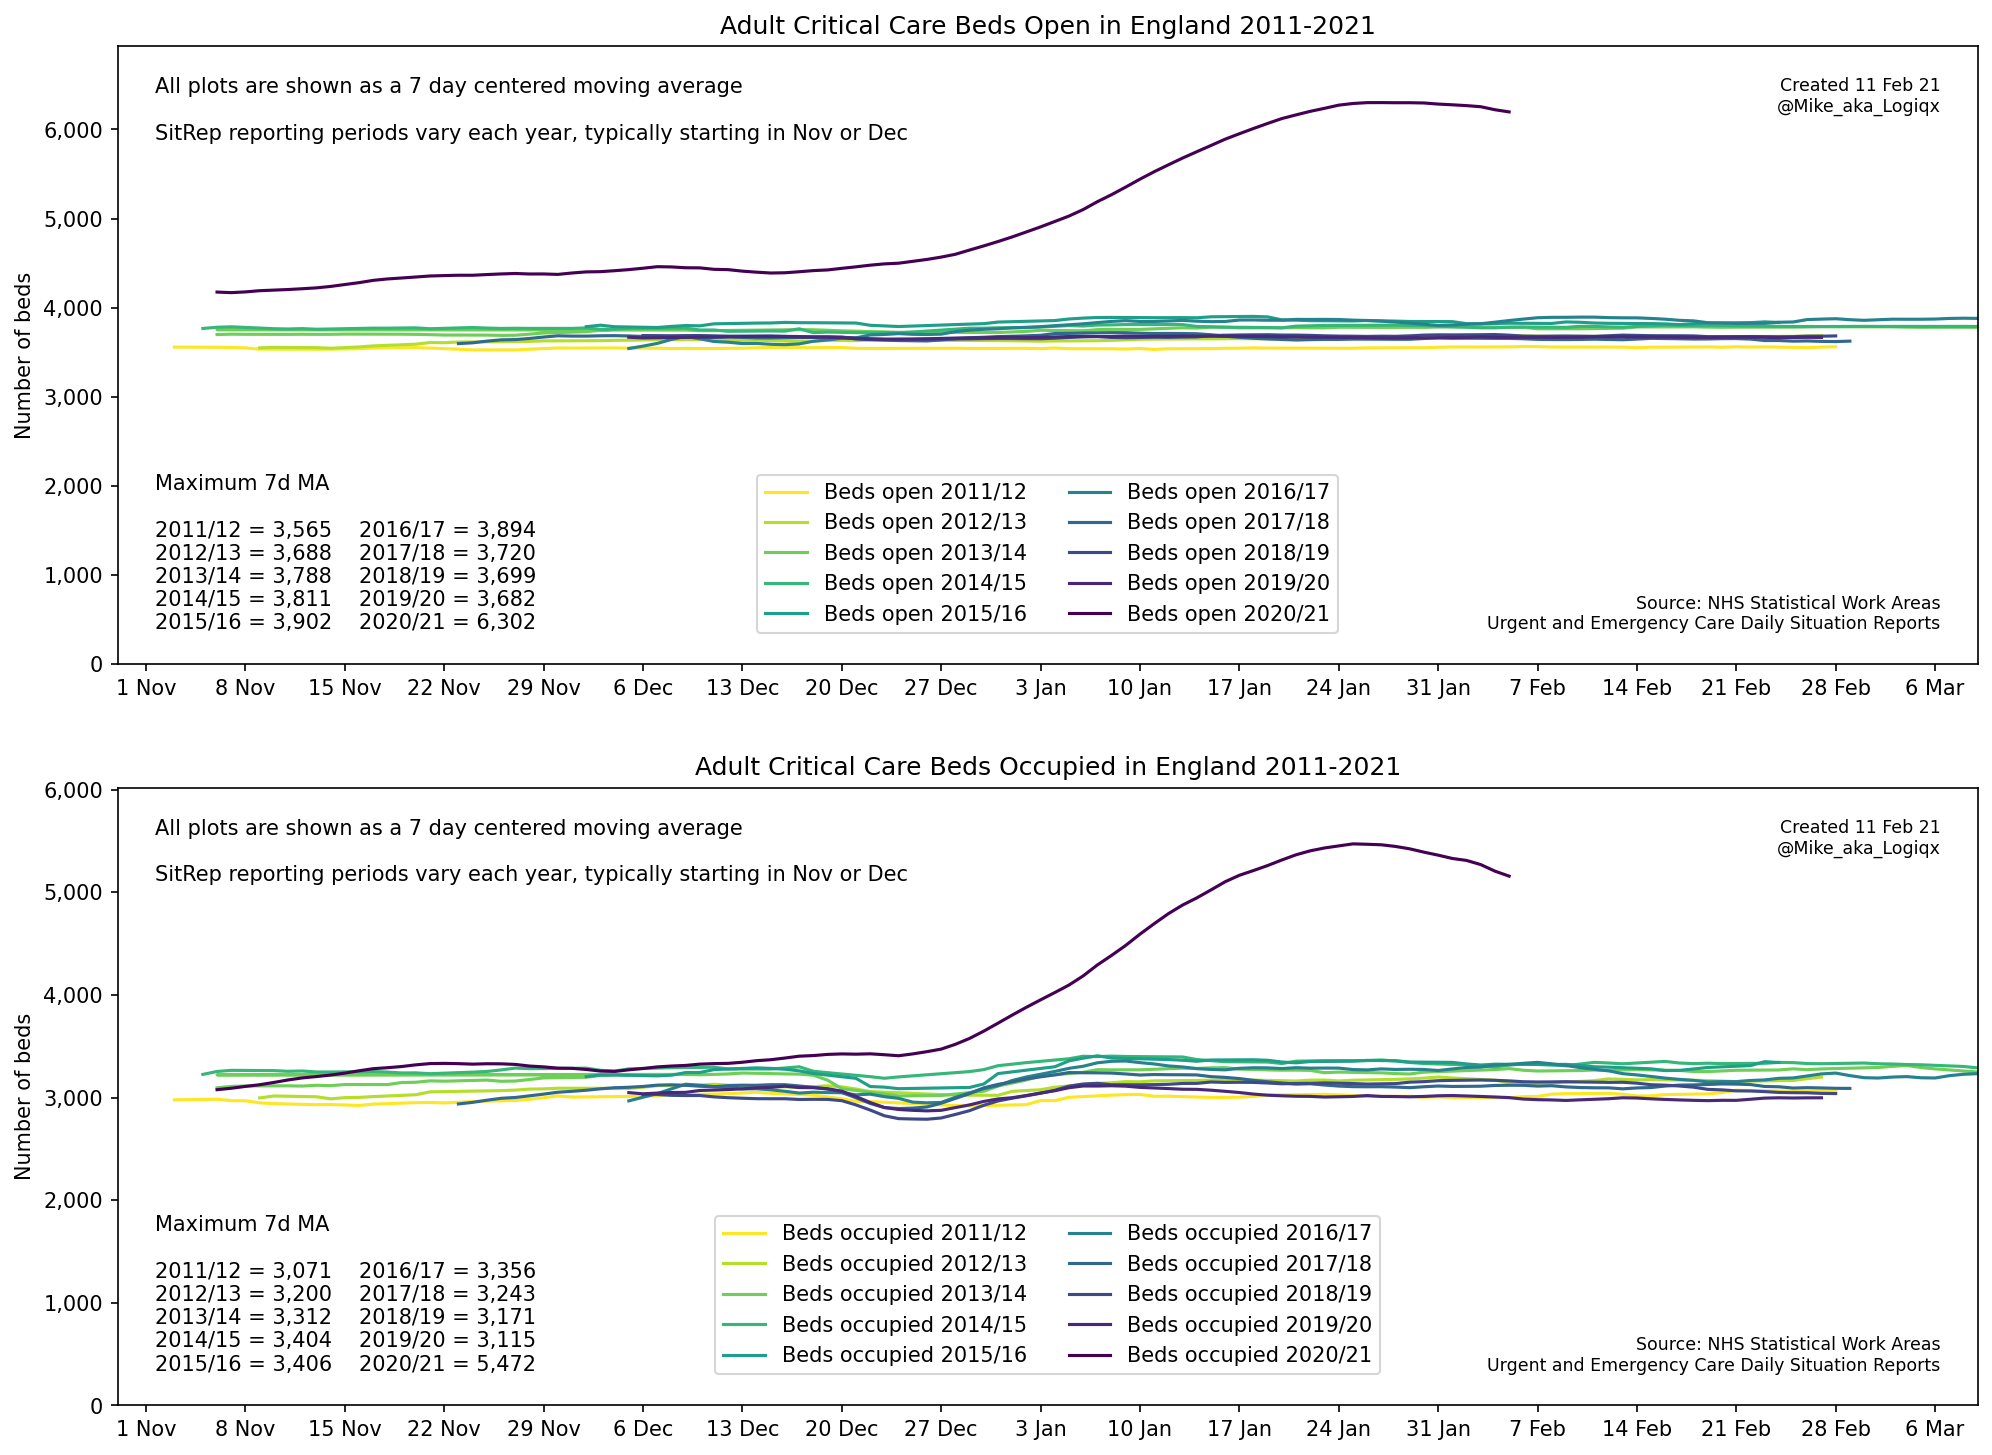 Adult Critical Care Beds Open in England 2011-2021
All plots are shown as a 7 day centered moving average
SitRep reporting periods vary each year, typically starting in Nov or Dec
Created 11 Feb 21
@Mike_aka_Logiqx
Number of beds
6,000
5,000
4,000
3,000
2,000
1,000
0
Maximum 7d MA
2011/12 = 3,565 2016/17 = 3,894
2012/13 = 3,688 2017/18 = 3,720
2013/14 = 3,788 2018/19 = 3,699
2014/15 = 3,811 2019/20 = 3,682
2015/16 = 3,902 2020/21 = 6,302
Beds open 2011/12 Beds open 2016/17
Beds open 2012/13 Beds open 2017/18
Beds open 2013/14 Beds open 2018/19
Beds open 2014/15 Beds open 2019/20
Beds open 2015/16 Beds open 2020/21
Source: NHS Statistical Work Areas
Urgent and Emergency Care Daily Situation Reports
1 Nov 8 Nov 15 Nov 22 Nov 29 Nov 6 Dec 13 Dec 20 Dec 27 Dec 3 Jan 10 Jan 17 Jan 24 Jan 31 Jan 7 Feb 14 Feb 21 Feb 28 Feb 6 Mar
Adult Critical Care Beds Occupied in England 2011-2021
All plots are shown as a 7 day centered moving average
SitRep reporting periods vary each year, typically starting in Nov or Dec
Created 11 Feb 21
@Mike_aka_Logiqx
Number of beds
6,000
5,000
4,000
3,000
2,000
1,000
0
Maximum 7d MA
2011/12 = 3,071 2016/17 = 3,356
2012/13 = 3,200 2017/18 = 3,243
2013/14 = 3,312 2018/19 = 3,171
2014/15 = 3,404 2019/20 = 3,115
2015/16 = 3,406 2020/21 = 5,472
Beds occupied 2011/12 Beds occupied 2016/17
Beds occupied 2012/13 Beds occupied 2017/18
Beds occupied 2013/14 Beds occupied 2018/19
Beds occupied 2014/15 Beds occupied 2019/20
Beds occupied 2015/16 Beds occupied 2020/21
Source: NHS Statistical Work Areas
Urgent and Emergency Care Daily Situation Reports
1 Nov 8 Nov 15 Nov 22 Nov 29 Nov 6 Dec 13 Dec 20 Dec 27 Dec 3 Jan 10 Jan 17 Jan 24 Jan 31 Jan 7 Feb 14 Feb 21 Feb 28 Feb 6 Mar